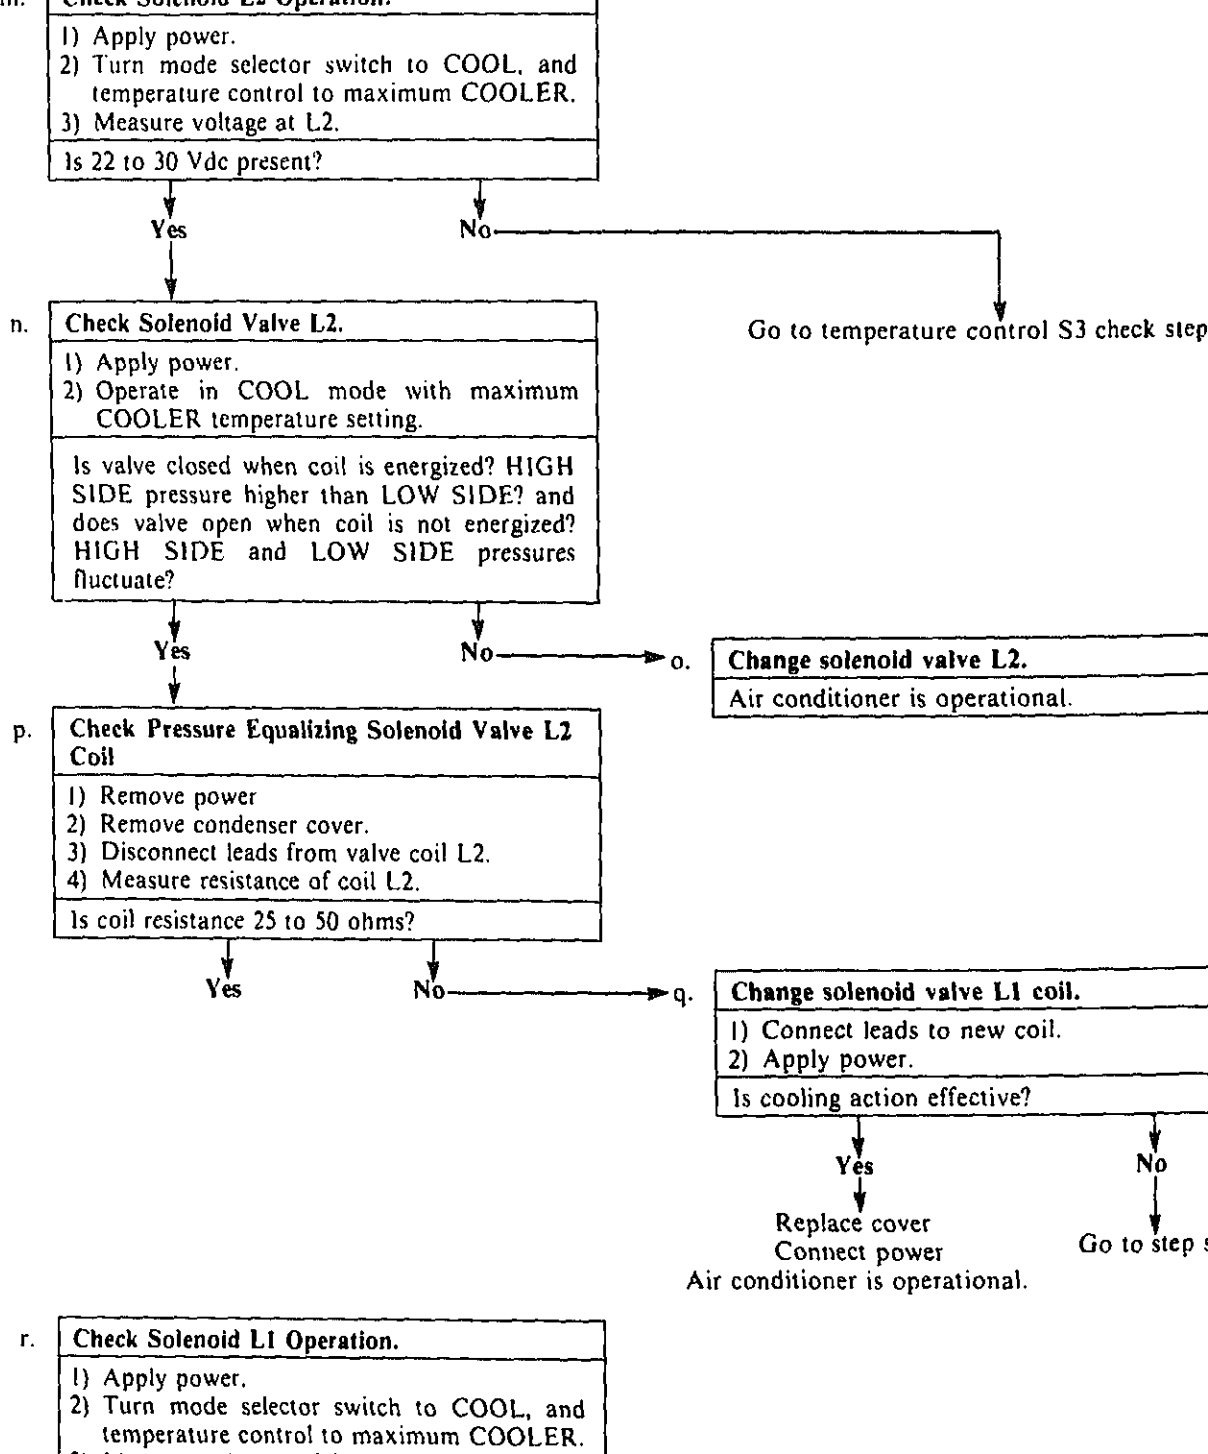 m. Check Solenoid L2 Operation.
1) Apply power.
2) Turn mode selector switch to COOL, and
temperature control to maximum COOLER.
3) Measure voltage at L2.
Is 22 to 30 Vdc present?
Yes
No
n. Check Solenoid Valve L2.
1) Apply power.
2) Operate in COOL mode with maximum
COOLER temperature setting.
Is valve closed when coil is energized? HIGH
SIDE pressure higher than LOW SIDE? and
does valve open when coil is not energized?
HIGH SIDE and LOW SIDE pressures
fluctuate?
Go to temperature control S3 check step
Yes
No
o. Change solenoid valve L2.
Air conditioner is operational.
p. Check Pressure Equalizing Solenoid Valve L2
Coil
1) Remove power
2) Remove condenser cover.
3) Disconnect leads from valve coil L2.
4) Measure resistance of coil L2.
Is coil resistance 25 to 50 ohms?
Yes
No
q. Change solenoid valve L1 coil.
1) Connect leads to new coil.
2) Apply power.
Is cooling action effective?
Yes
No
Replace cover
Connect power
Air conditioner is operational.
Go to step s
r. Check Solenoid L1 Operation.
1) Apply power.
2) Turn mode selector switch to COOL, and
temperature control to maximum COOLER.